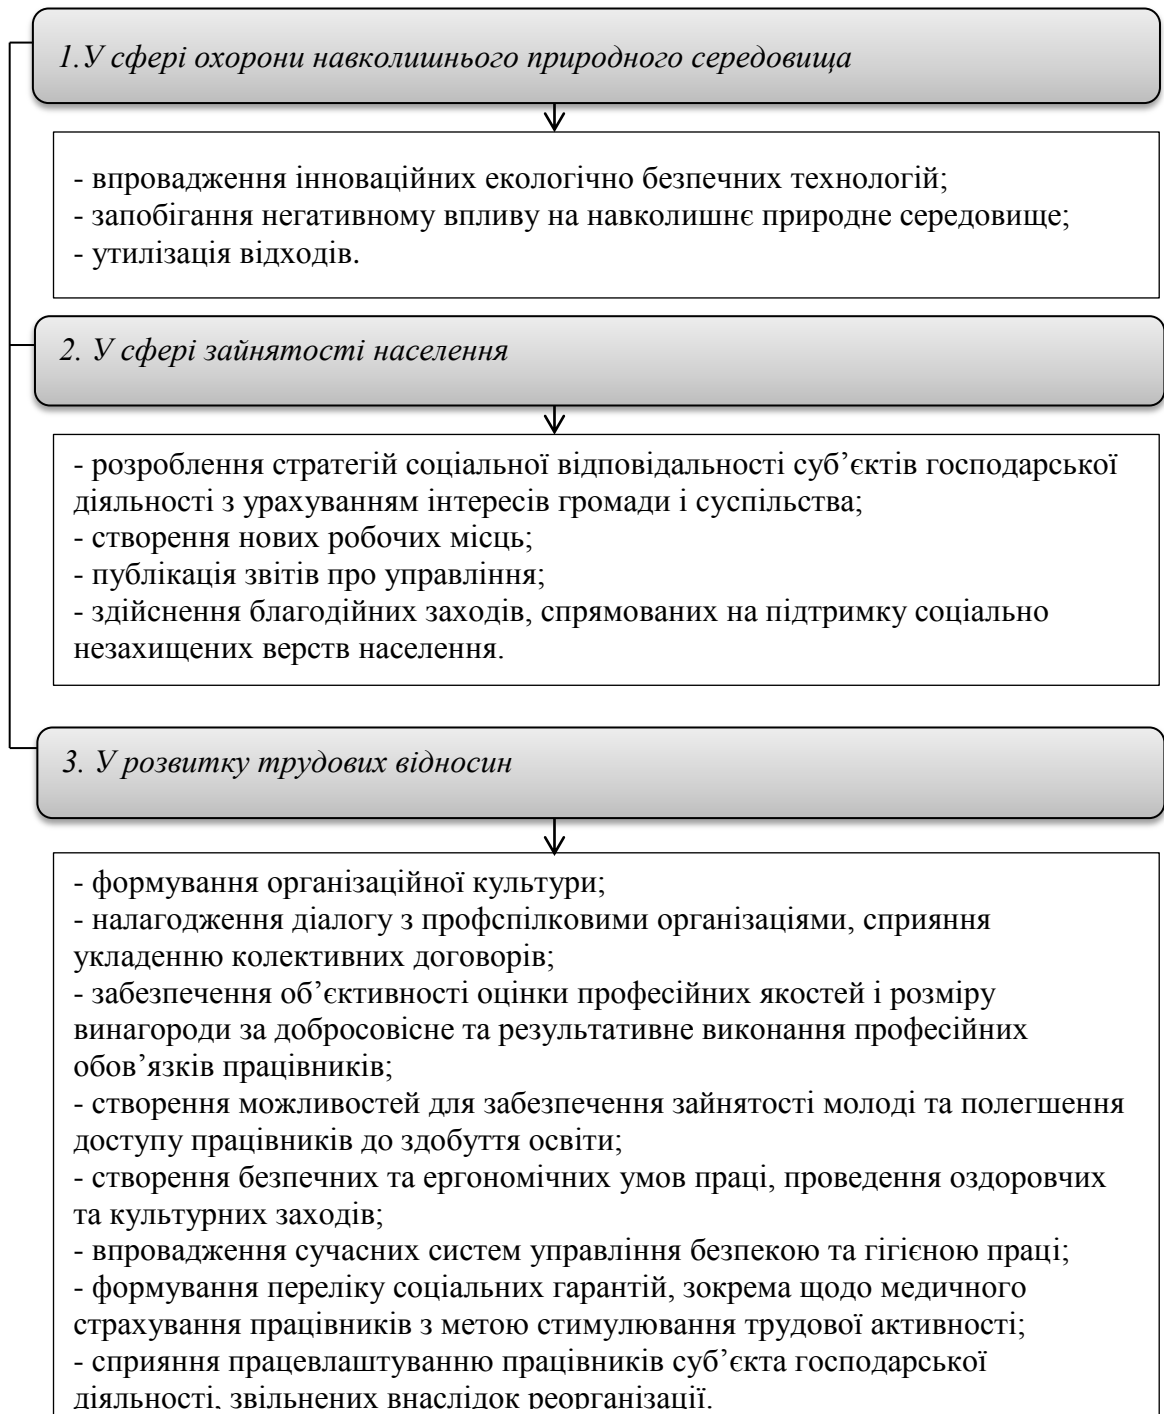 1.У сфері охорони навколишнього природного середовища
- впровадження інноваційних екологічно безпечних технологій;
- запобігання негативному впливу на навколишнє природне середовище;
- утилізація відходів.
2. У сфері зайнятості населення
- розроблення стратегій соціальної відповідальності суб’єктів господарської
діяльності з урахуванням інтересів громади і суспільства;
- створення нових робочих місць;
- публікація звітів про управління;
- здійснення благодійних заходів, спрямованих на підтримку соціально
незахищених верств населення.
3. У розвитку трудових відносин
- формування організаційної культури;
- налагодження діалогу з профспілковими організаціями, сприяння
укладенню колективних договорів;
- забезпечення об’єктивності оцінки професійних якостей і розміру
винагороди за добросовісне та результативне виконання професійних
обов’язків працівників;
- створення можливостей для забезпечення зайнятості молоді та полегшення
доступу працівників до здобуття освіти;
- створення безпечних та ергономічних умов праці, проведення оздоровчих
та культурних заходів;
- впровадження сучасних систем управління безпекою та гігієною праці;
- формування переліку соціальних гарантій, зокрема щодо медичного
страхування працівників з метою стимулювання трудової активності;
- сприяння працевлаштуванню працівників суб’єкта господарської
діяльності, звільнених внаслідок реорганізації.